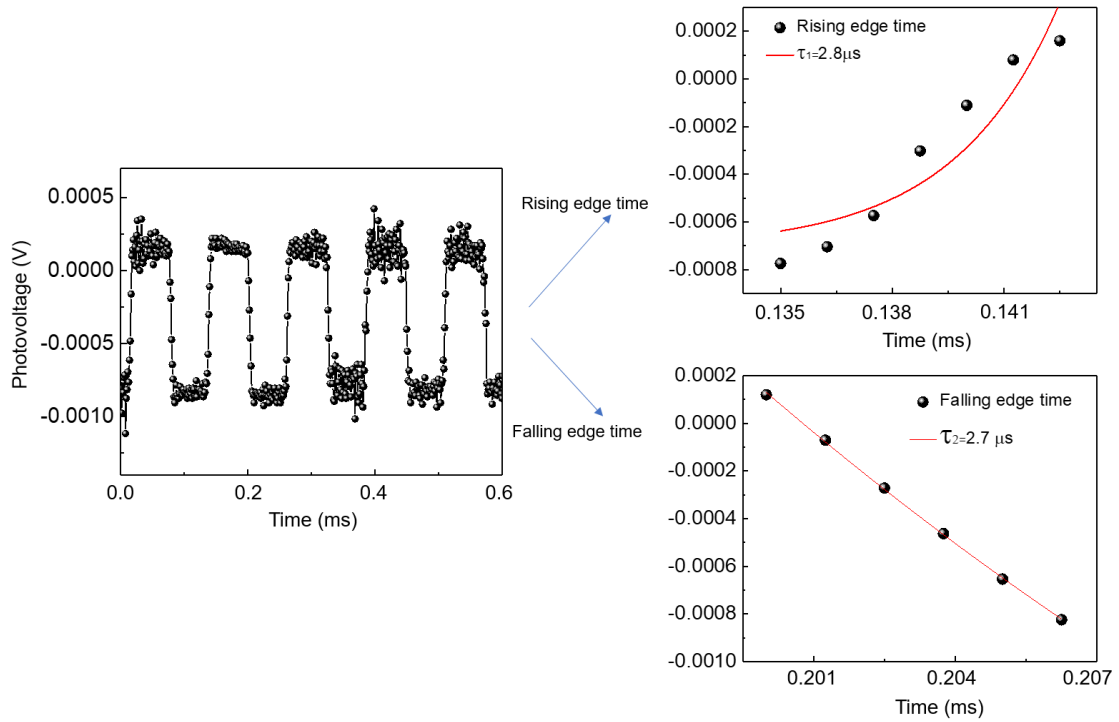 Photovoltage (V)
0.0005
0.0000
-0.0005
-0.0010
0.0 0.2 0.4 0.6
Time (ms)
Rising edge time
Falling edge time
Rising edge time
τ1=2.8μs
0.0002
0.0000
-0.0002
-0.0004
-0.0006
-0.0008
0.135 0.138 0.141
Time (ms)
Falling edge time
τ2=2.7 μs
0.0002
0.0000
-0.0002
-0.0004
-0.0006
-0.0008
-0.0010
0.201 0.204 0.207
Time (ms)